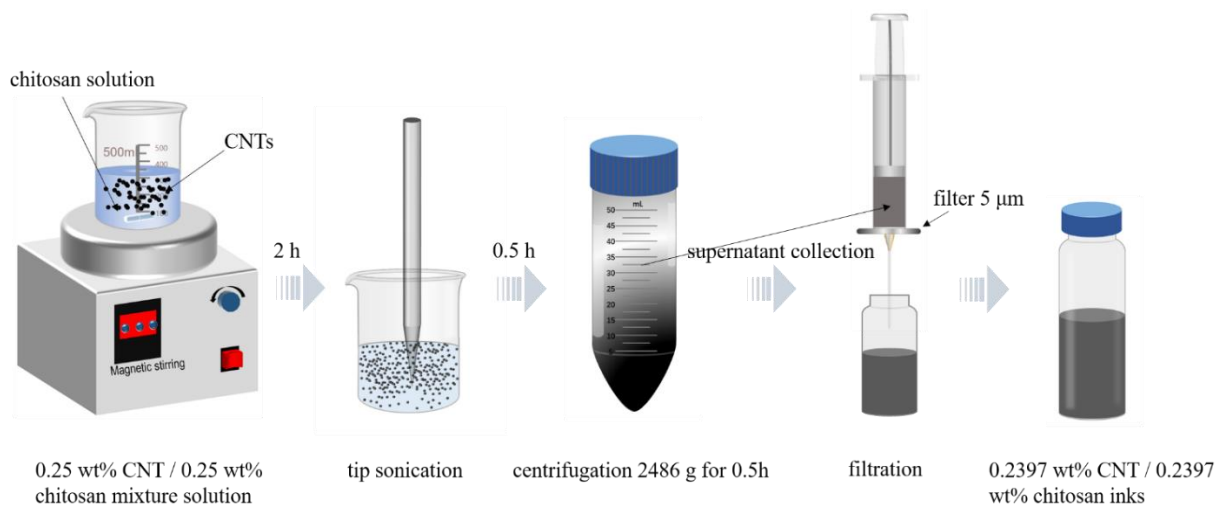 chitosan solution
CNTs
500ml
500
400
100
Magnetic stirring
2 h
0.5 h
mL
50
45
40
35
30
25
20
15
10
5
filter 5 μm
supernatant collection
0.25 wt% CNT / 0.25 wt%
chitosan mixture solution
tip sonication
centrifugation 2486 g for 0.5h
filtration
0.2397 wt% CNT / 0.2397
wt% chitosan inks